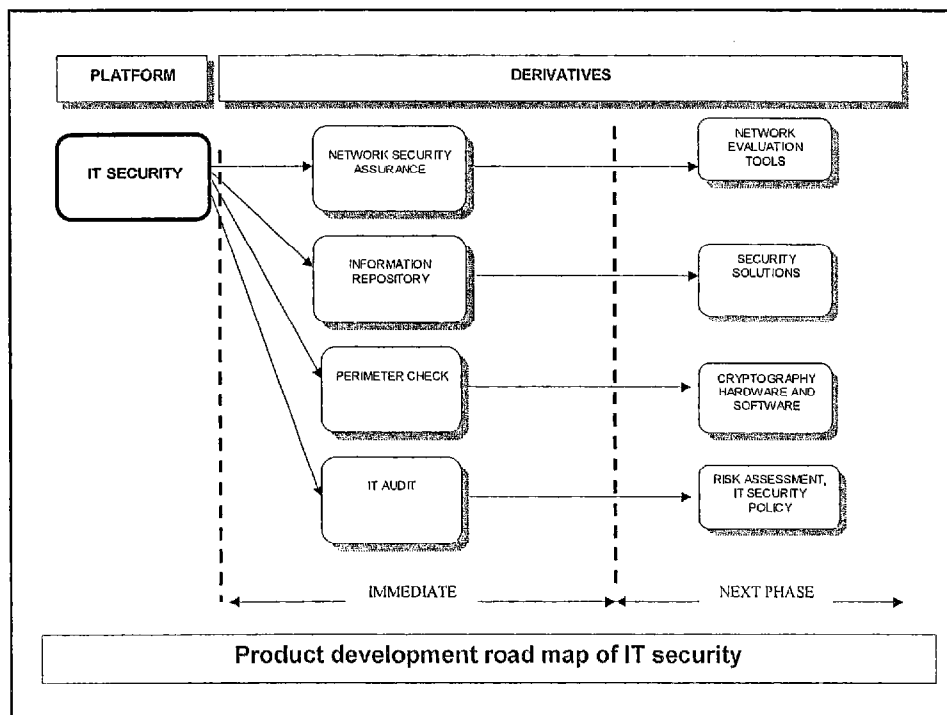 PLATFORM
DERIVATIVES
IT SECURITY
NETWORK SECURITY
ASSURANCE
NETWORK
EVALUATION
TOOLS
INFORMATION
REPOSITORY
SECURITY
SOLUTIONS
PERIMETER CHECK
CRYPTOGRAPHY
HARDWARE AND
SOFTWARE
IT AUDIT
RISK ASSESSMENT,
IT SECURITY
POLICY
IMMEDIATE
NEXT PHASE
Product development road map of IT security